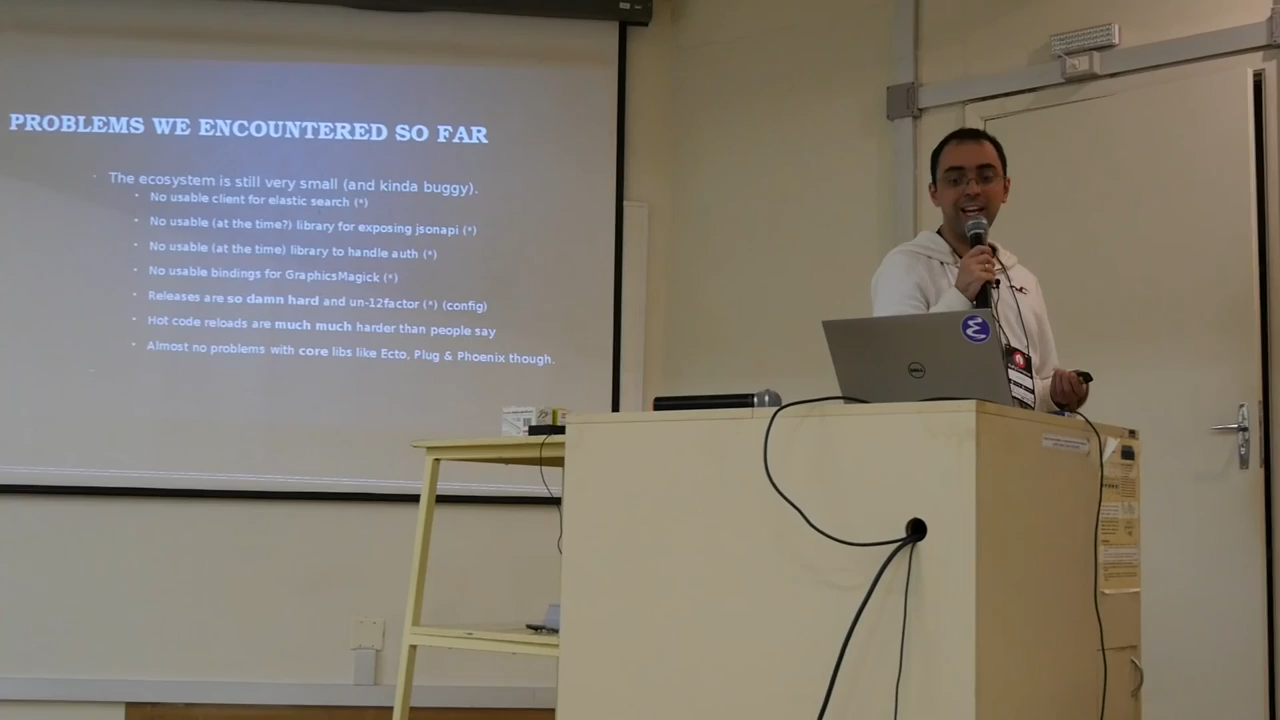 PROBLEMS WE ENCOUNTERED SO FAR
The ecosystem is still very small (and kinda buggy).
No usable client for elastic search (*)
No usable (at the time?) library for exposing jsonapi (*)
No usable (at the time) library to handle auth (*)
No usable bindings for GraphicsMagick (*)
Releases are so damn hard and un-12factor (*) (config)
Hot code reloads are much much harder than people say
Almost no problems with core libs like Ecto, Plug & Phoenix though.
DELL